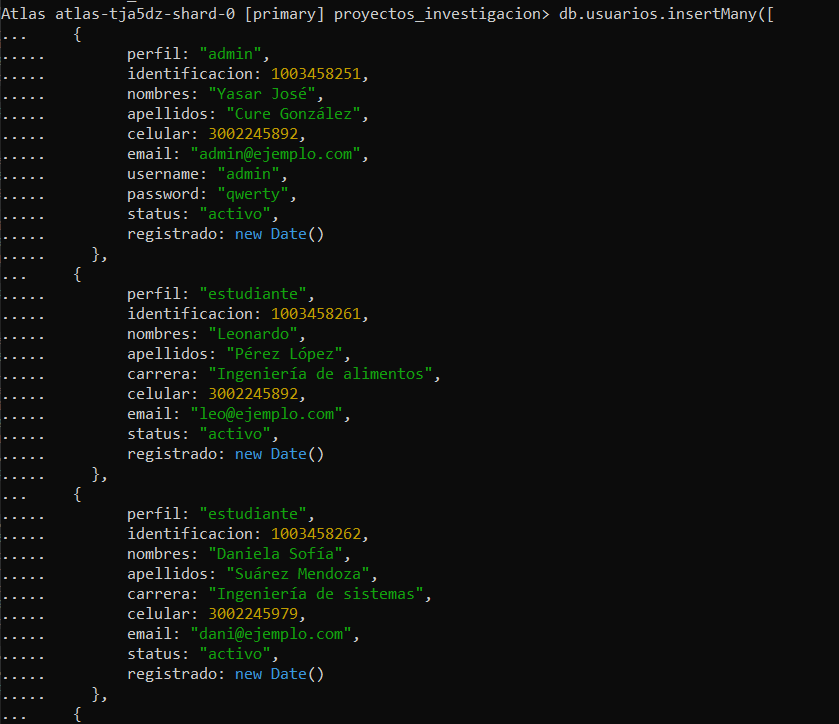 Atlas atlas-tja5dz-shard-0 [primary] proyectos_investigacion> db.usuarios.insertMany([
... {
..... perfil: "admin",
..... identificacion: 1003458251,
..... nombres: "Yasar José",
..... apellidos: "Cure González",
..... celular: 3002245892,
..... email: "admin@ejemplo.com",
..... username: "admin",
..... password: "qwerty",
..... status: "activo",
..... registrado: new Date()
..... },
... {
..... perfil: "estudiante",
..... identificacion: 1003458261,
..... nombres: "Leonardo",
..... apellidos: "Pérez López",
..... carrera: "Ingeniería de alimentos",
..... celular: 3002245892,
..... email: "leo@ejemplo.com",
..... status: "activo",
..... registrado: new Date()
..... },
... {
..... perfil: "estudiante",
..... identificacion: 1003458262,
..... nombres: "Daniela Sofía",
..... apellidos: "Suárez Mendoza",
..... carrera: "Ingeniería de sistemas",
..... celular: 3002245979,
..... email: "dani@ejemplo.com",
..... status: "activo",
..... registrado: new Date()
..... },
... {